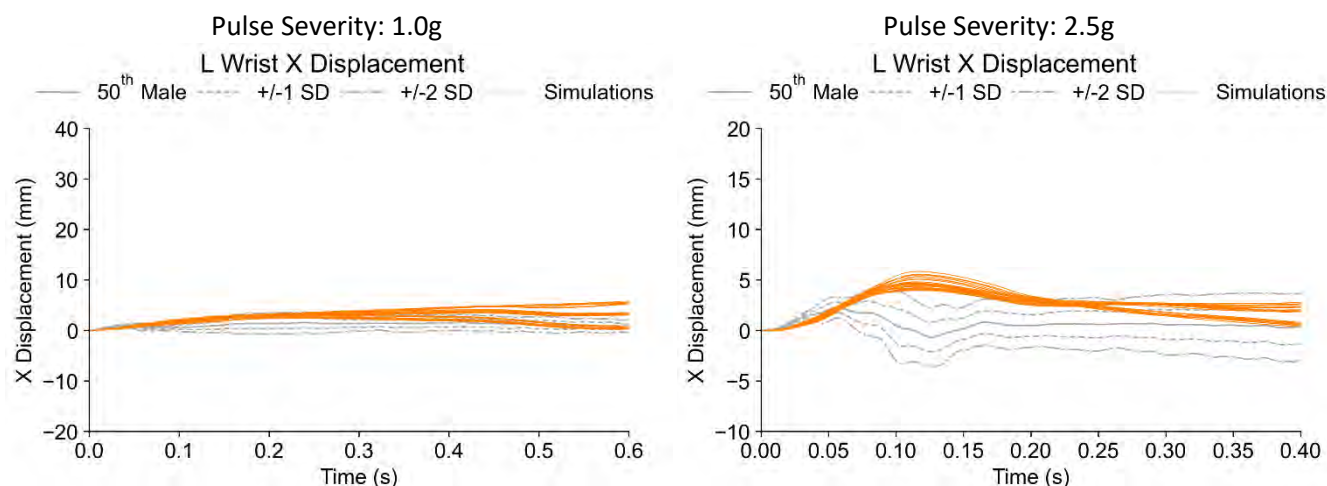 Pulse Severity: 1.0g
L Wrist X Displacement
50th Male +/-1 SD +/-2 SD Simulations
40
30
20
10
0
−10
−20
X Displacement (mm)
0.0 0.1 0.2 0.3 0.4 0.5 0.6
Time (s)
Pulse Severity: 2.5g
L Wrist X Displacement
50th Male +/-1 SD +/-2 SD Simulations
20
15
10
5
0
−5
−10
X Displacement (mm)
0.00 0.05 0.10 0.15 0.20 0.25 0.30 0.35 0.40
Time (s)